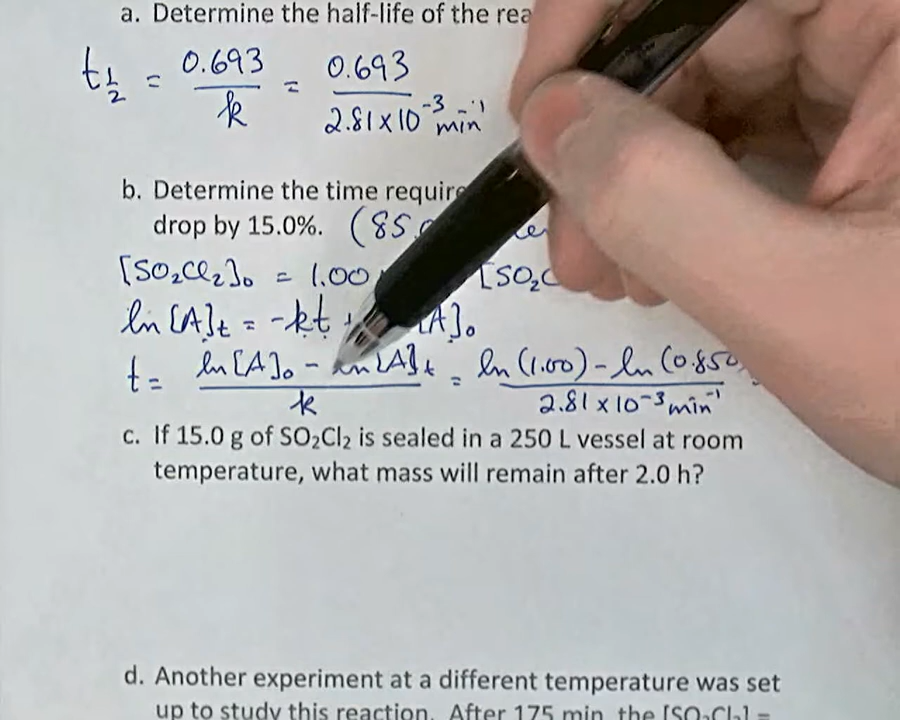 a. Determine the half-life of the
t½ = 0.693 / k = 0.693 / 2.81 x 10⁻³ min⁻¹
b. Determine the time
drop by 15.0%. (85.
[SO₂Cl₂]₀ = 1.00 [SO₂C
ln [A]t = -kt [A]₀
t = ln[A]₀ - ln[A]t / k = ln (1.00) - ln (0.850 / 2.81 x 10⁻³ min⁻¹
c. If 15.0 g of SO₂Cl₂ is sealed in a 250 L vessel at room
temperature, what mass will remain after 2.0 h?
d. Another experiment at a different temperature was set
up to study this reaction. After 175 min, the [SO₂Cl₂] =